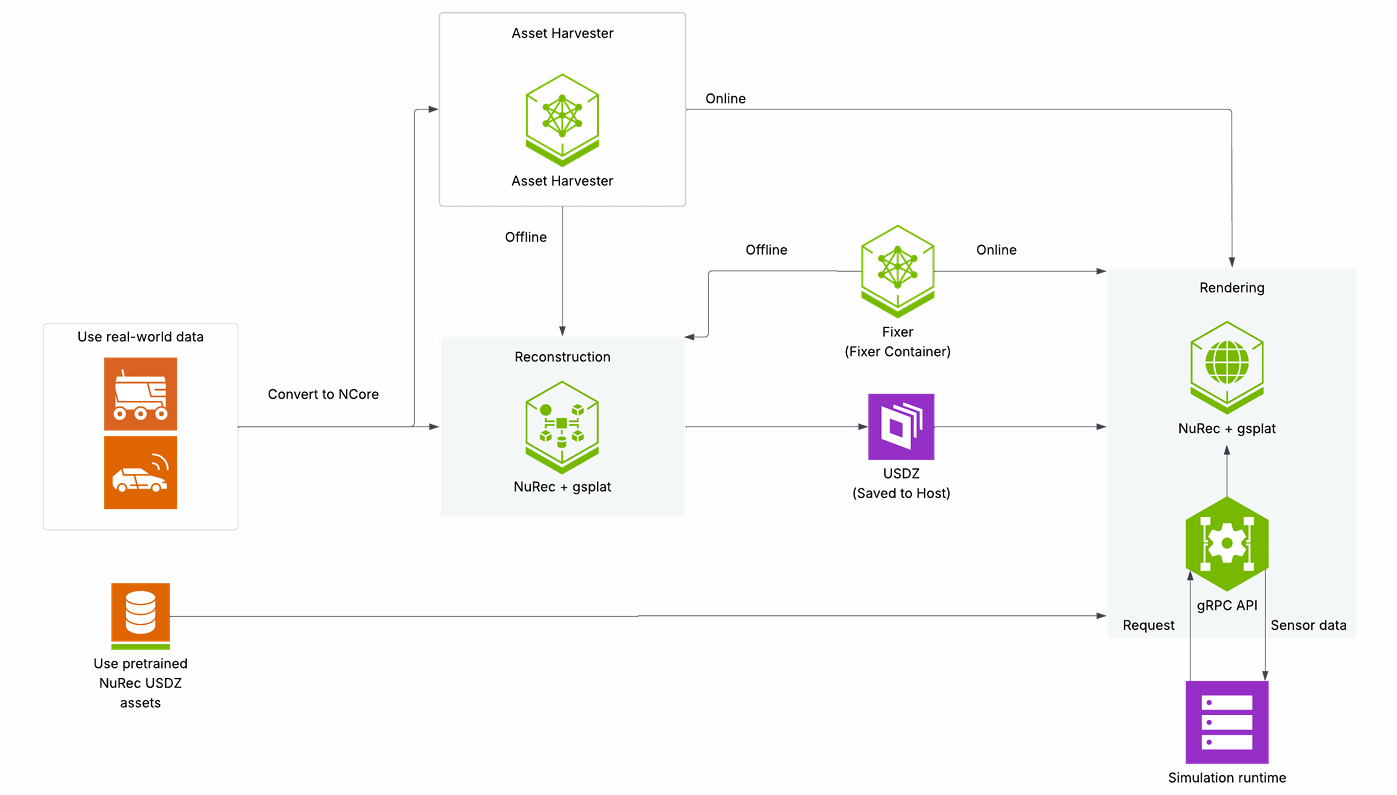 Asset Harvester
Asset Harvester
Online
Offline
Offline
Online
Fixer
(Fixer Container)
Rendering
NuRec + gsplat
Use real-world data
Convert to NCore
Reconstruction
NuRec + gsplat
USDZ
(Saved to Host)
gRPC API
Request
Sensor data
Use pretrained
NuRec USDZ
assets
Simulation runtime